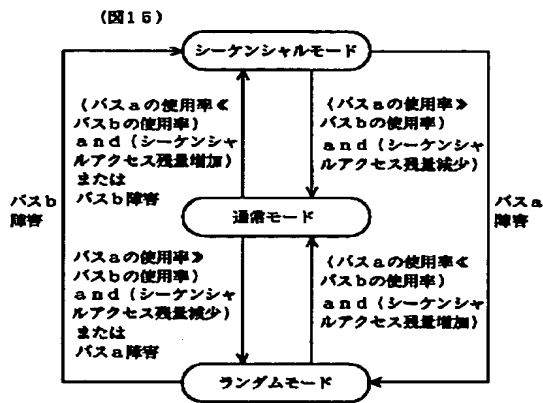 (図15)
シーケンシャルモード
(バスaの使用率≪
バスbの使用率)
and(シーケンシャ
ルアクセス残量増加)
または
バスb障害
(バスaの使用率≫
バスbの使用率)
and(シーケンシャ
ルアクセス残量減少)
バスb
障害
バスa
障害
通常モード
バスaの使用率≫
バスbの使用率)
and(シーケンシャ
ルアクセス残量減少)
または
バスa障害
(バスaの使用率≪
バスbの使用率)
and(シーケンシャ
ルアクセス残量増加)
ランダムモード